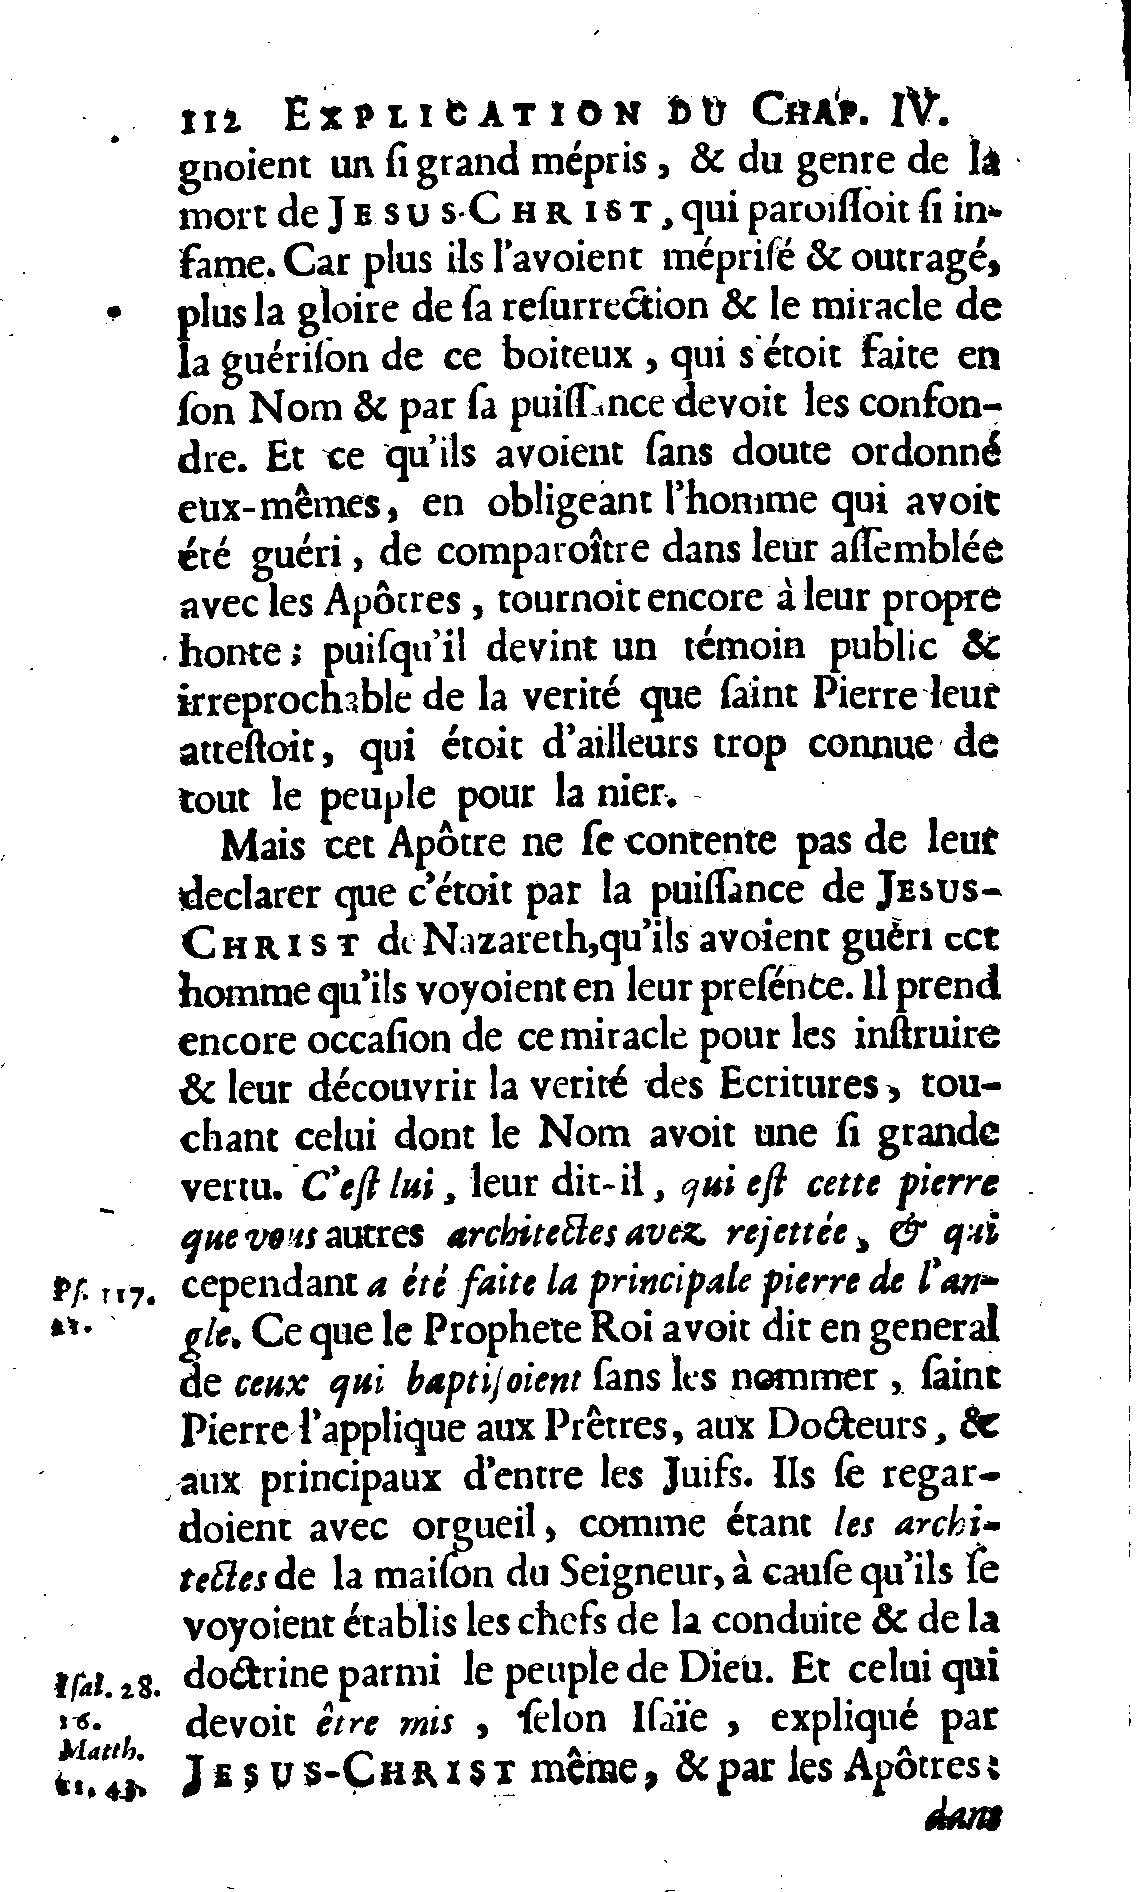 112 EXPLICATION DU CHAP. IV.
gnoient un ſi grand mépris, & du genre de la
mort de JESUS-CHRIST, qui paroiſſoit ſi in-
fame. Car plus ils l'avoient mépriſé & outragé,
plus la gloire de ſa reſurrection & le miracle de
la guériſon de ce boiteux, qui s'étoit faite en
ſon Nom & par ſa puiſſance devoit les confon-
dre. Et ce qu'ils avoient ſans doute ordonné
eux-mêmes, en obligeant l'homme qui avoit
été guéri, de comparoître dans leur aſſemblée
avec les Apôtres, tournoit encore à leur propre
honte; puiſqu'il devint un témoin public &
irreprochable de la verité que ſaint Pierre leur
atteſtoit, qui étoit d'ailleurs trop connue de
tout le peuple pour la nier.
Mais cet Apôtre ne ſe contente pas de leur
declarer que c'étoit par la puiſſance de JESUS-
CHRIST de Nazareth, qu'ils avoient guéri cet
homme qu'ils voyoient en leur preſénce. Il prend
encore occaſion de ce miracle pour les inſtruire
& leur découvrir la verité des Ecritures, tou-
chant celui dont le Nom avoit une ſi grande
vertu. C'eſt lui, leur dit-il, qui eſt cette pierre
que vous autres architectes avez rejettée, & qui
Pſ. 117.
cependant a été faite la principale pierre de l'an-
gle. Ce que le Prophete Roi avoit dit en general
de ceux qui baptiſoient ſans les nommer, ſaint
Pierre l'applique aux Prêtres, aux Docteurs, &
aux principaux d'entre les Juifs. Ils ſe regar-
doient avec orgueil, comme étant les archi-
tectes de la maiſon du Seigneur, à cauſe qu'ils ſe
voyoient établis les chefs de la conduite & de la
Iſai. 28.
doctrine parmi le peuple de Dieu. Et celui qui
16.
devoit être mis, ſelon Iſaïe, expliqué par
Matth.
JESUS-CHRIST même, & par les Apôtres:
dans